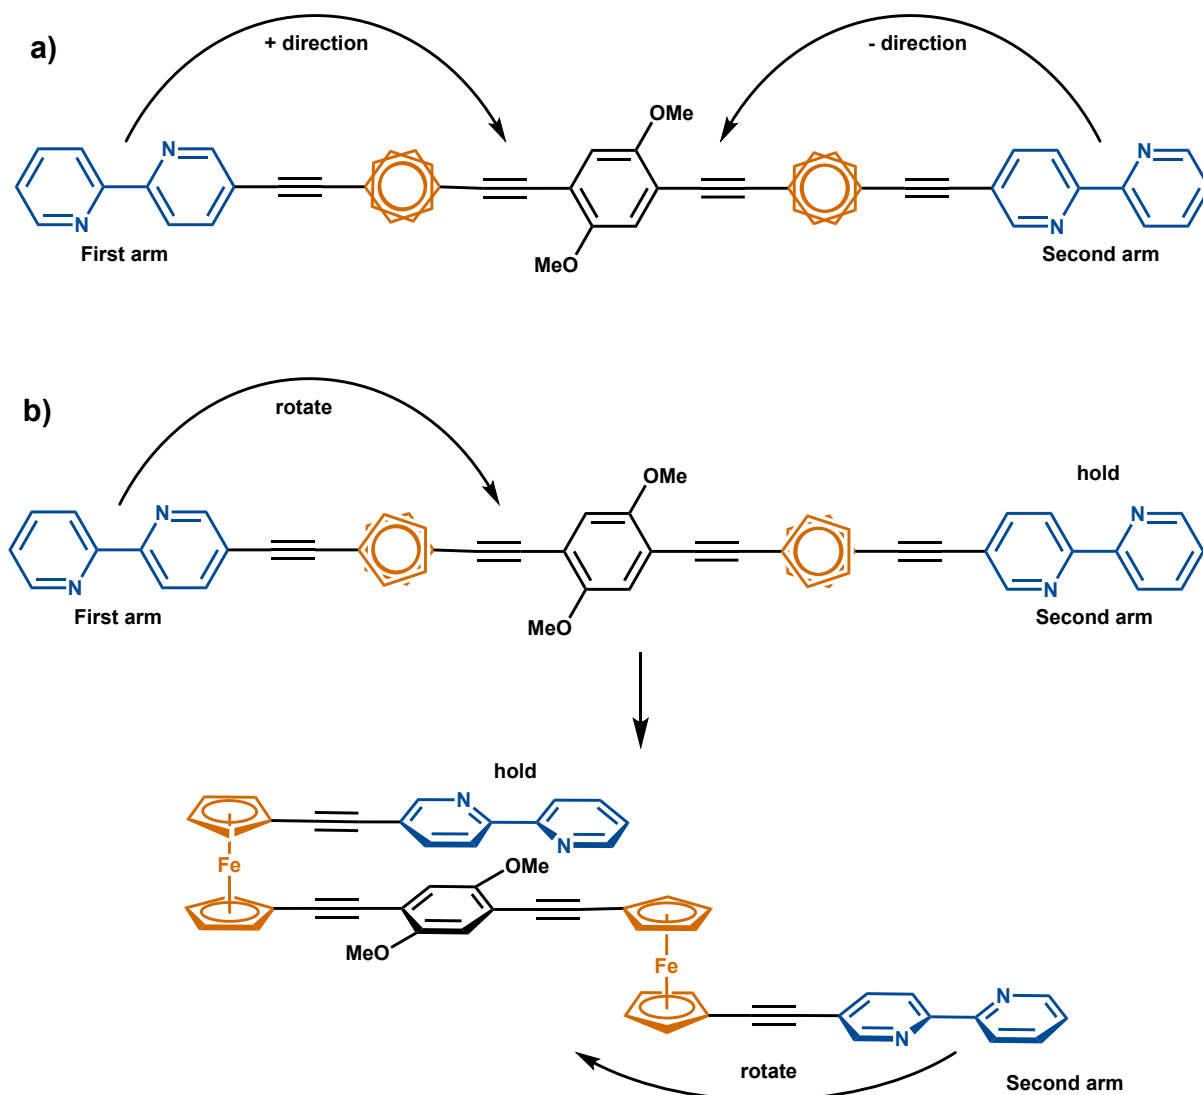 a)
+ direction
- direction
OMe
N
N
N
N
MeO
First arm
Second arm
b)
rotate
hold
OMe
N
N
N
N
MeO
First arm
Second arm
hold
N
N
Fe
OMe
MeO
Fe
N
N
rotate
Second arm